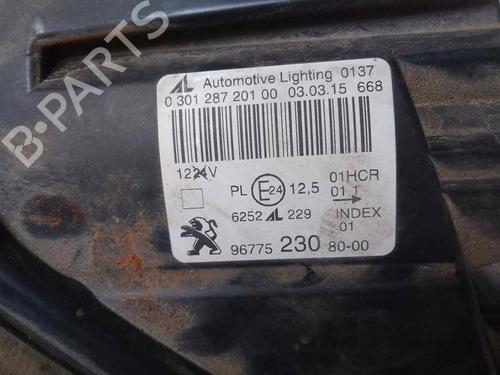 AL Automotive Lighting 0137
0 301 287 201 00 03.03.15 668
1224V
PL E24 12,5 01HCR
01 1
6252 AL 229 INDEX
01
96775 230 80-00
B-PARTS